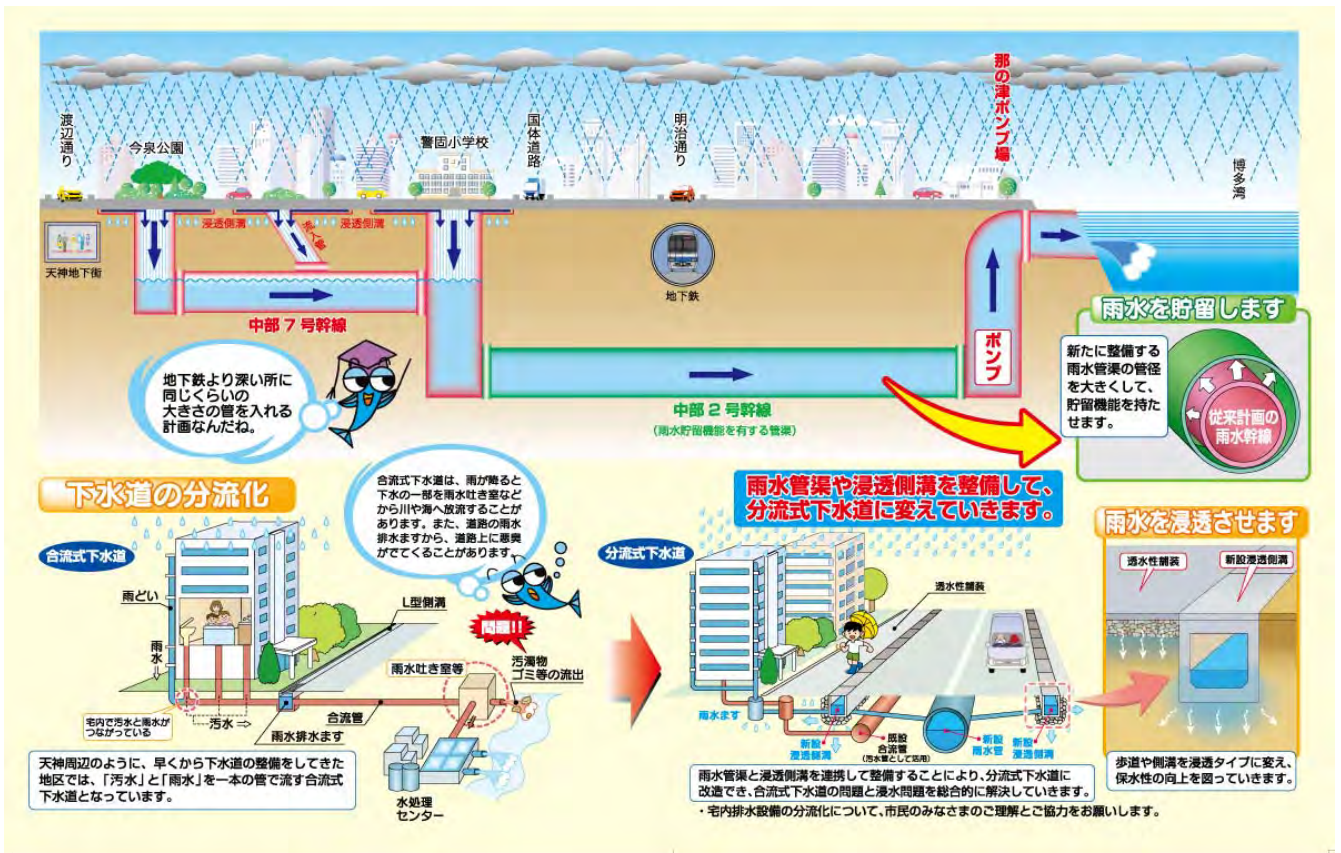 渡辺通り
今泉公園
警固小学校
国体道路
明治通り
那の津ポンプ場
博多湾
浸透側溝
浸透側溝
天神地下街
地下鉄
中部7号幹線
ポンプ
中部2号幹線
(雨水貯留機能を有する管渠)
地下鉄より深い所に
同じくらいの
大きさの管を入れる
計画なんだね。
雨水を貯留します
新たに整備する
雨水管渠の管径
を大きくして、
貯留機能を持た
せます。
従来計画の
雨水幹線
下水道の分流化
合流式下水道は、雨が降ると
下水の一部を雨水吐き室など
から川や海へ放流することが
あります。また、道路の雨水
排水ますから、道路上に悪臭
がでてくることがあります。
合流式下水道
雨どい
雨水
L型側溝
問題!!
汚濁物
ゴミ等の流出
雨水吐き室等
宅内で汚水と雨水が
つながっている
汚水
合流管
雨水排水ます
水処理
センター
天神周辺のように、早くから下水道の整備をしてきた
地区では、「汚水」と「雨水」を一本の管で流す合流式
下水道となっています。
雨水管渠や浸透側溝を整備して、
分流式下水道に変えていきます。
分流式下水道
透水性舗装
雨水ます
新設
浸透側溝
既設
合流管
(汚水管として活用)
新設
雨水管
新設
浸透側溝
雨水管渠と浸透側溝を連携して整備することにより、分流式下水道に
改造でき、合流式下水道の問題と浸水問題を総合的に解決していきます。
・宅内排水設備の分流化について、市民のみなさまのご理解とご協力をお願いします。
雨水を浸透させます
透水性舗装
新設浸透側溝
歩道や側溝を浸透タイプに変え、
保水性の向上を図っていきます。